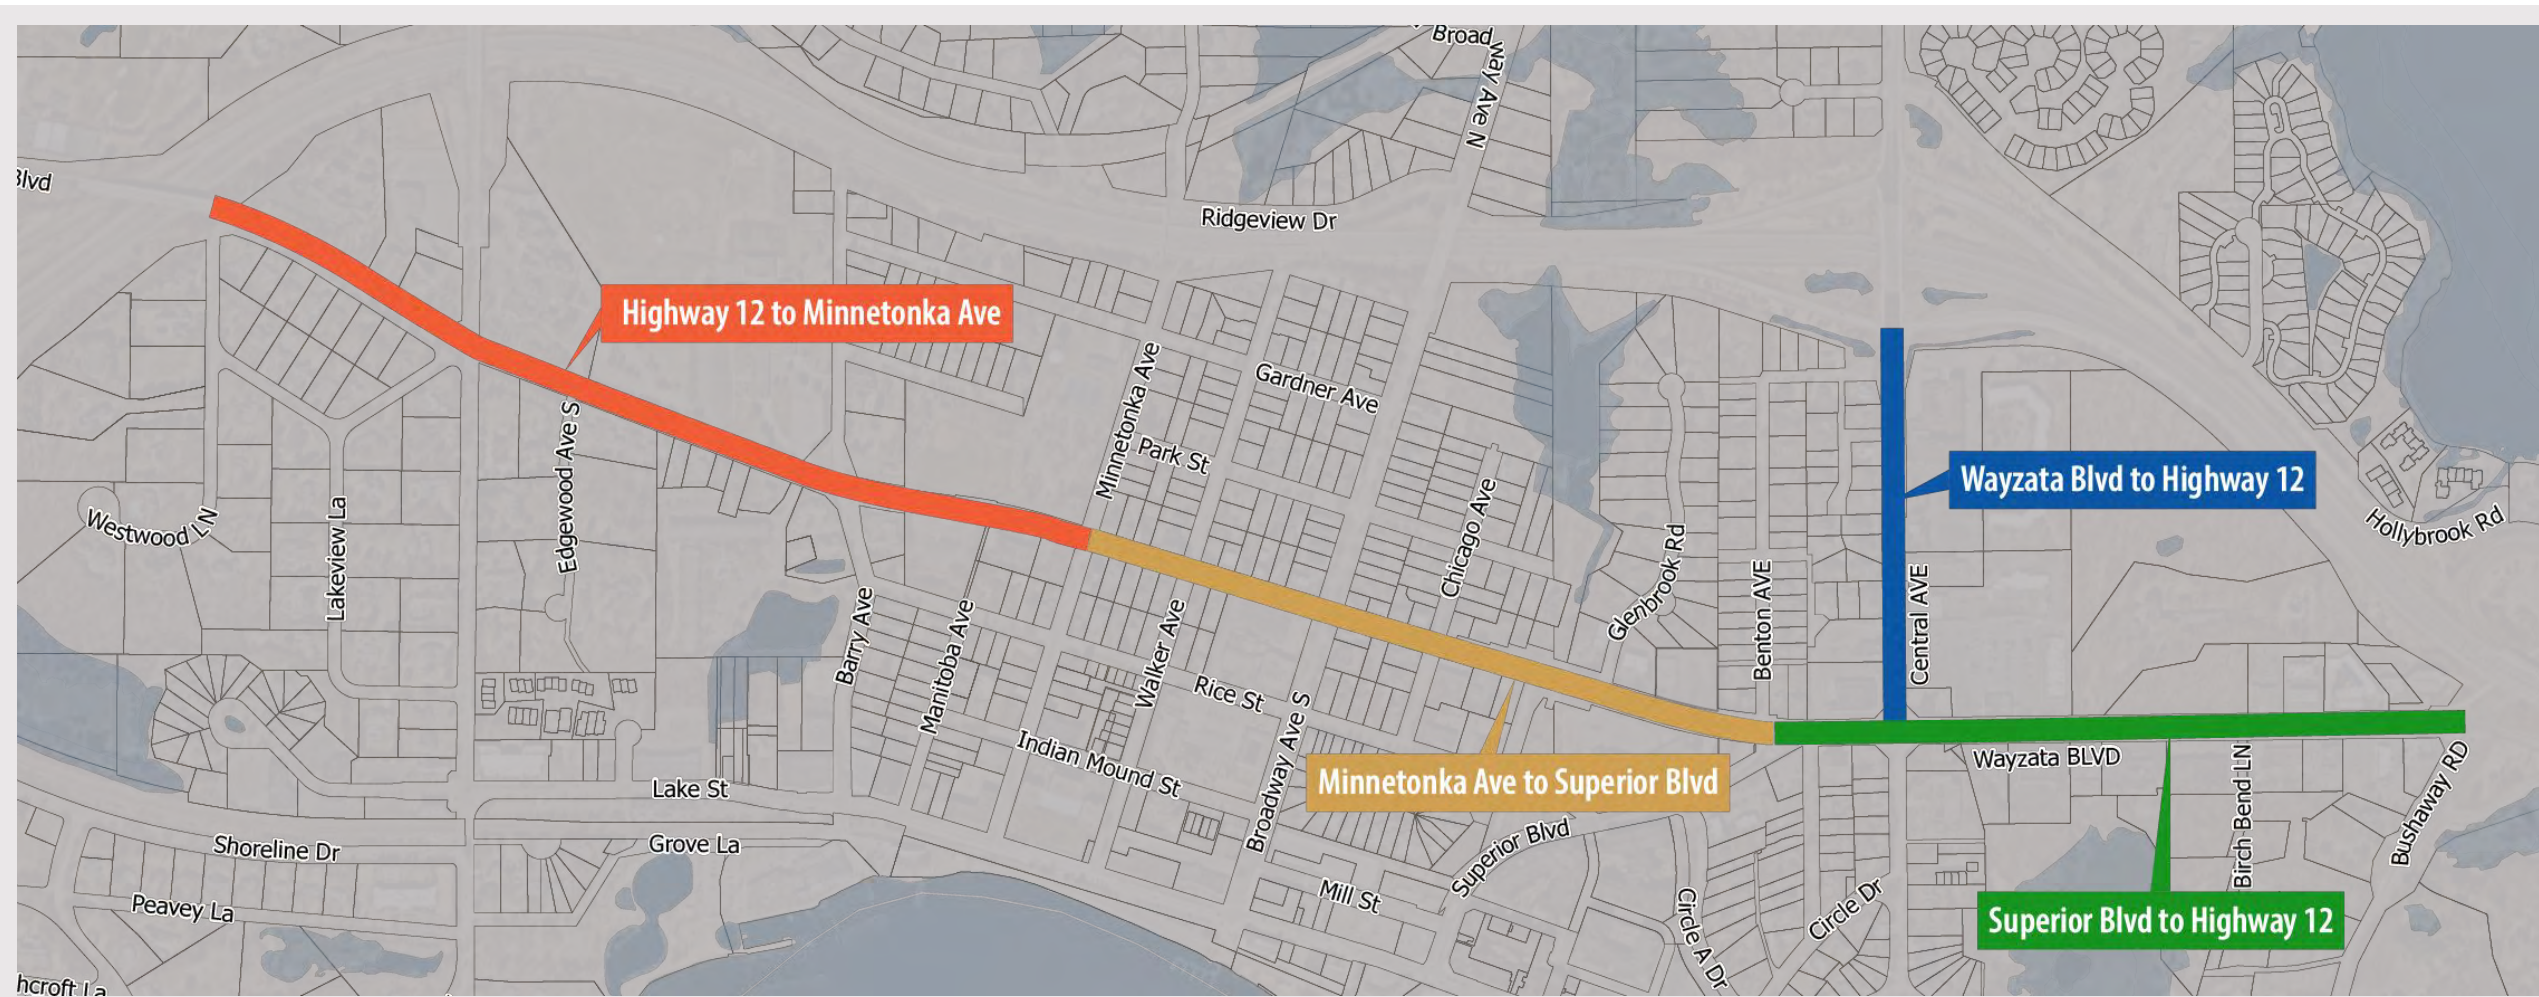 Broadway Ave N
Blvd
Ridgeview Dr
Highway 12 to Minnetonka Ave
Minnetonka Ave
Gardner Ave
Park St
Edgewood Ave S
Wayzata Blvd to Highway 12
Hollybrook Rd
Westwood LN
Lakeview La
Chicago Ave
Glenbrook Rd
Benton AVE
Central AVE
Barry Ave
Manitoba Ave
Walker Ave
Rice St
Indian Mound St
Broadway Ave S
Minnetonka Ave to Superior Blvd
Wayzata BLVD
Birch Bend LN
Bushaway RD
Lake St
Shoreline Dr
Grove La
Superior Blvd
Peavey La
Mill St
Circle A Dr
Circle Dr
Superior Blvd to Highway 12
hcroft La